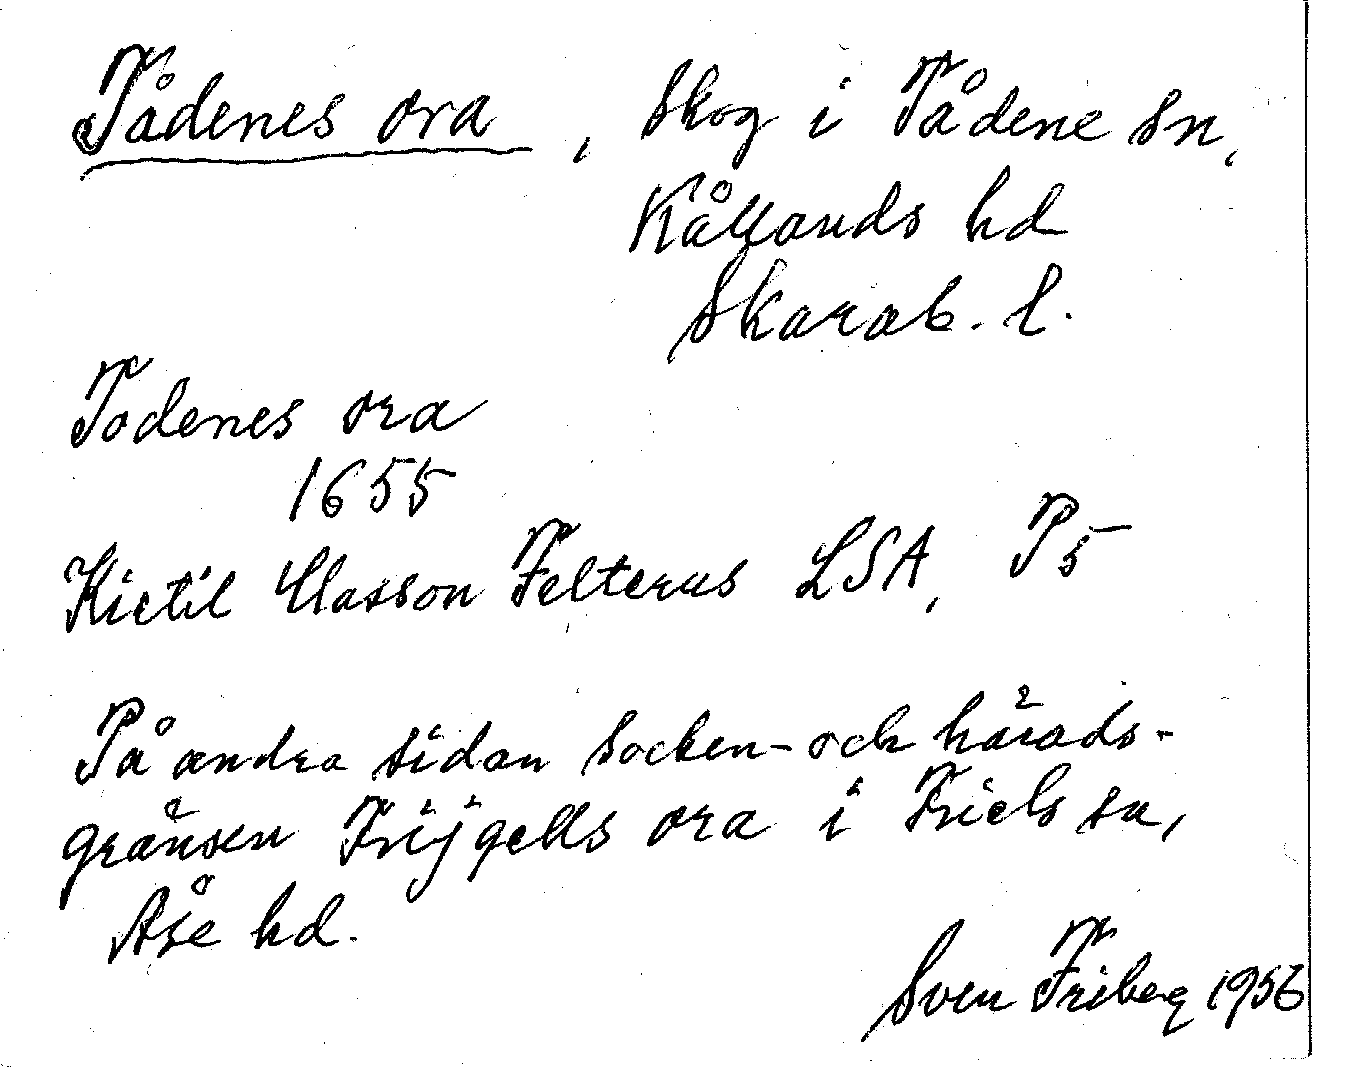 Tådenes ora, Skog i Tådene sn,
Kållands hd
Skarab. l.
Todenes ora
1655
Kietil Classon Felterus LSA, P5
På andra sidan socken- och härads-
gränsen Frijgells ora i Friels sn,
Åse hd.
Sven Friberg 1956